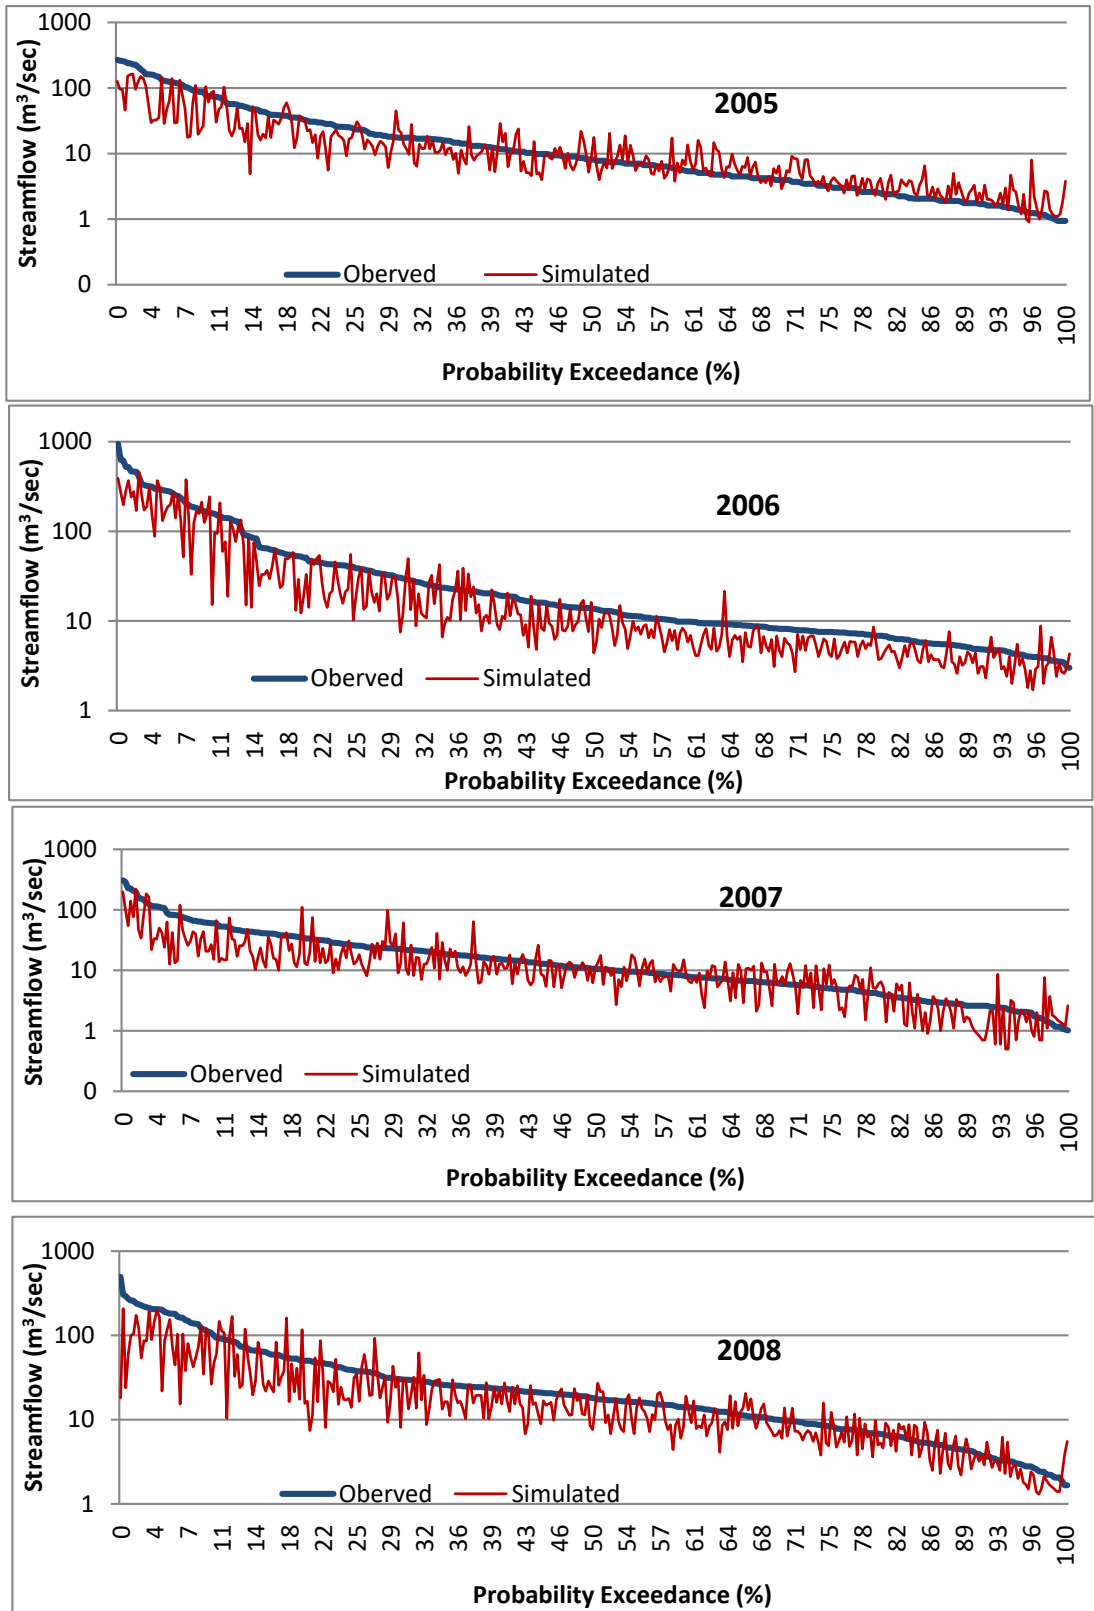 1000
100
10
1
0
Streamflow (m³/sec)
2005
Oberved Simulated
0 4 7 11 14 18 22 25 29 32 36 39 43 46 50 54 57 61 64 68 71 75 78 82 86 89 93 96 100
Probability Exceedance (%)
1000
100
10
1
Streamflow (m³/sec)
2006
Oberved Simulated
0 4 7 11 14 18 22 25 29 32 36 39 43 46 50 54 57 61 64 68 71 75 79 82 86 89 93 96 100
Probability Exceedance (%)
1000
100
10
1
0
Streamflow (m³/sec)
2007
Oberved Simulated
0 4 7 11 14 18 21 25 29 32 36 39 43 46 50 54 57 61 64 68 71 75 79 82 86 89 93 96 100
Probability Exceedance (%)
1000
100
10
1
Streamflow (m³/sec)
2008
Oberved Simulated
0 4 7 11 14 18 21 25 29 32 36 39 43 46 50 54 57 61 64 68 71 75 79 82 86 89 93 96 100
Probability Exceedance (%)